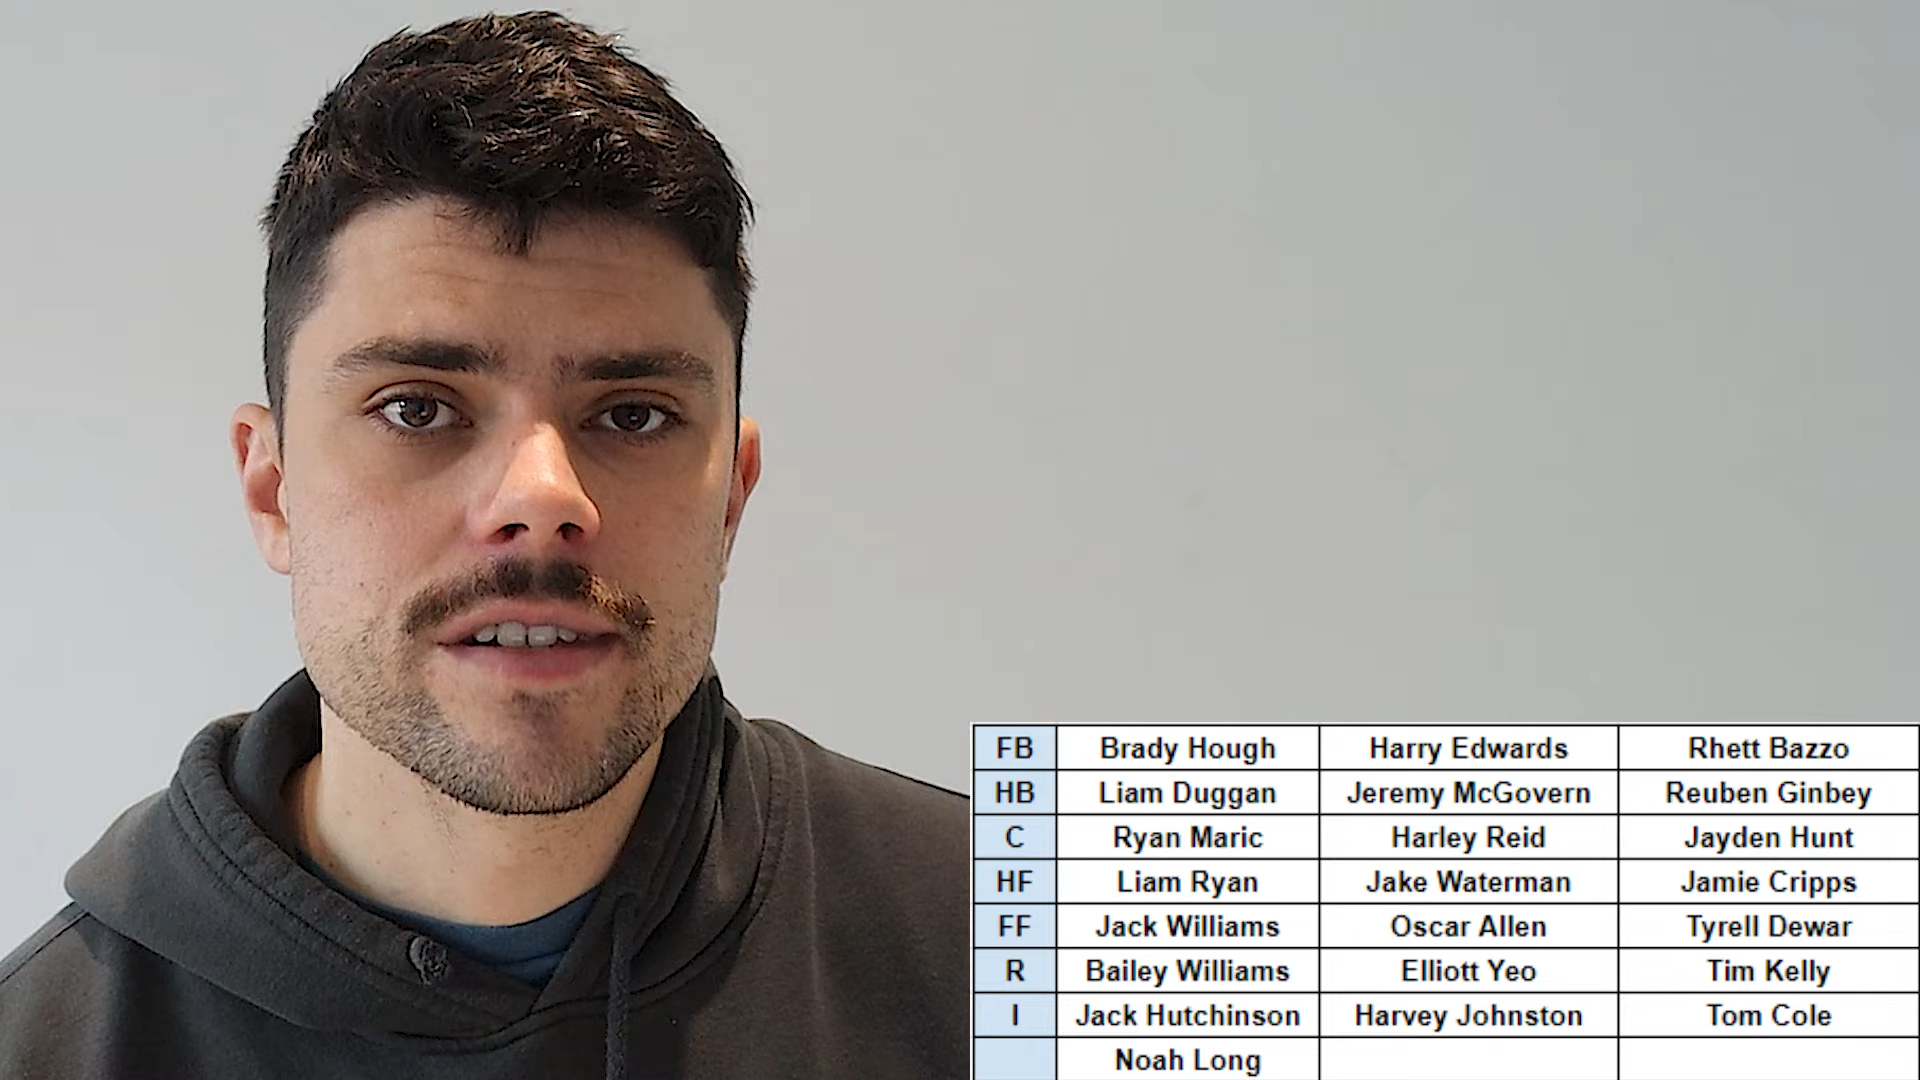 FB Brady Hough Harry Edwards Rhett Bazzo
HB Liam Duggan Jeremy McGovern Reuben Ginbey
C Ryan Maric Harley Reid Jayden Hunt
HF Liam Ryan Jake Waterman Jamie Cripps
FF Jack Williams Oscar Allen Tyrell Dewar
R Bailey Williams Elliott Yeo Tim Kelly
I Jack Hutchinson Harvey Johnston Tom Cole
Noah Long